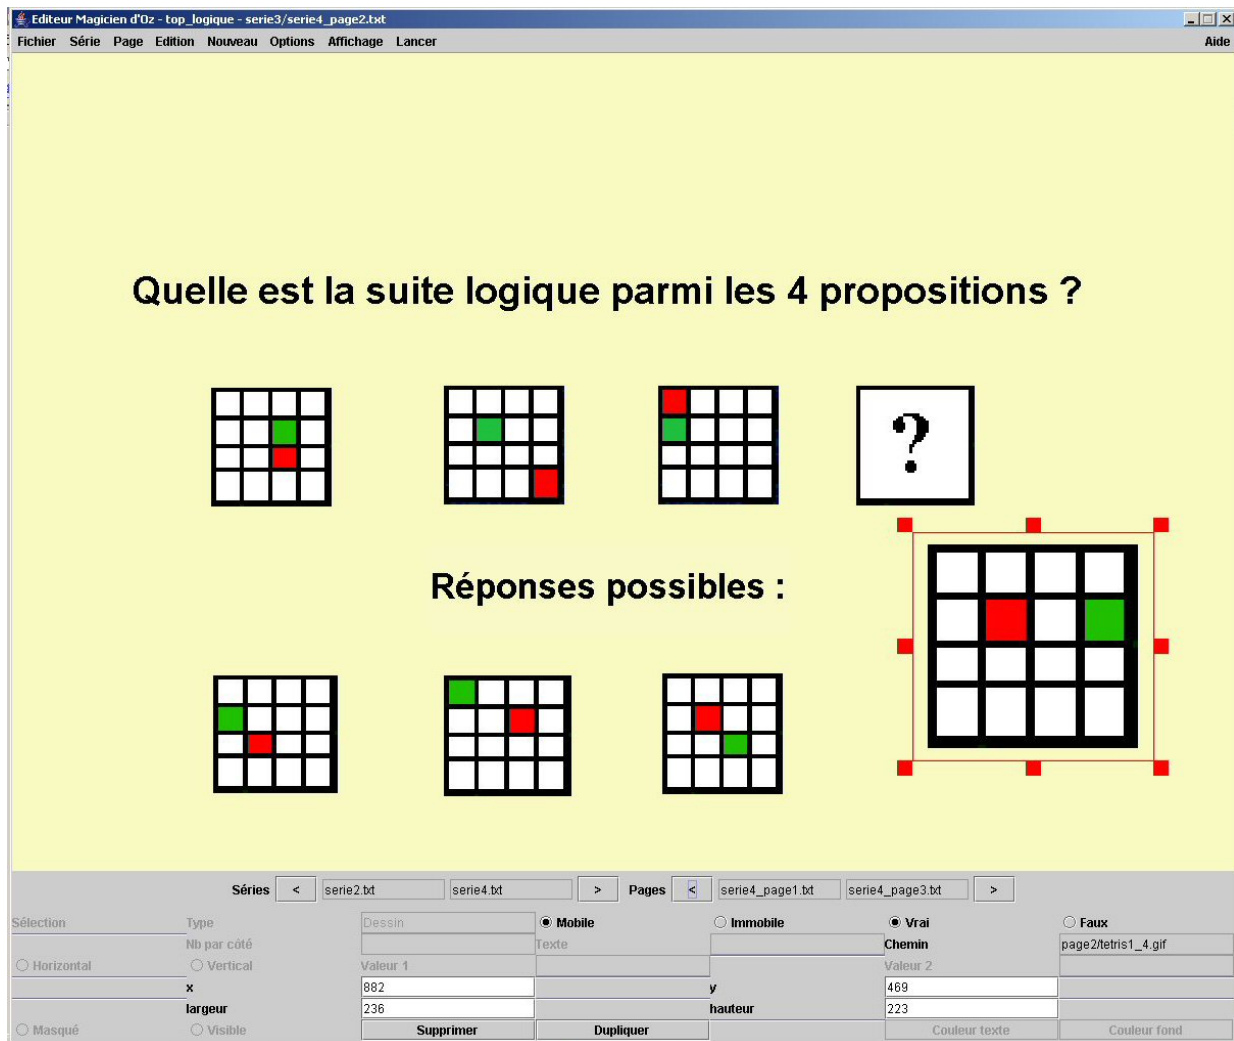 Editeur Magicien d'Oz - top_logique - serie3/serie4_page2.txt
Fichier Série Page Edition Nouveau Options Affichage Lancer Aide
Quelle est la suite logique parmi les 4 propositions ?
?
Réponses possibles :
Séries < serie2.txt serie4.txt > Pages < serie4_page1.txt serie4_page3.txt >
Sélection Type Dessin Mobile Immobile Vrai Faux
Nb par côté Texte Chemin page2/tetris1_4.gif
Horizontal Vertical Valeur 1 Valeur 2
x 882 y 469
largeur 236 hauteur 223
Masqué Visible Supprimer Dupliquer Couleur texte Couleur fond